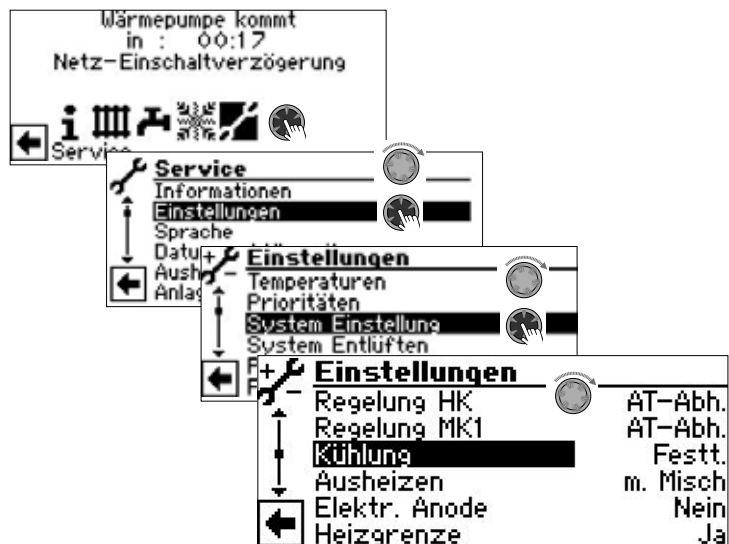 Wärmepumpe kommt
in : 00:17
Netz-Einschaltverzögerung
Service
Service
Informationen
Einstellungen
Sprache
Einstellungen
Temperaturen
Prioritäten
System Einstellung
System Entlüften
Einstellungen
Regelung HK AT-Abh.
Regelung MK1 AT-Abh.
Kühlung Festt.
Ausheizen m. Misch
Elektr. Anode Nein
Heizgrenze Ja